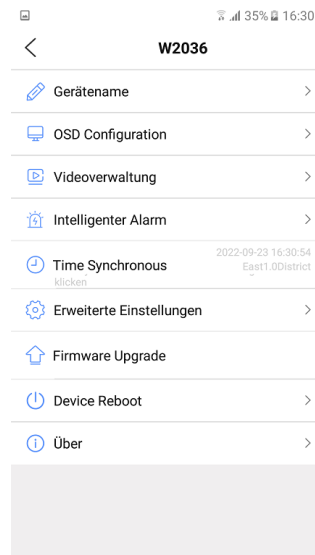 35% 16:30
W2036
Gerätename
OSD Configuration
Videoverwaltung
Intelligenter Alarm
2022-09-23 16:30:54
Time Synchronous
East1.0District
klicken
Erweiterte Einstellungen
Firmware Upgrade
Device Reboot
Über